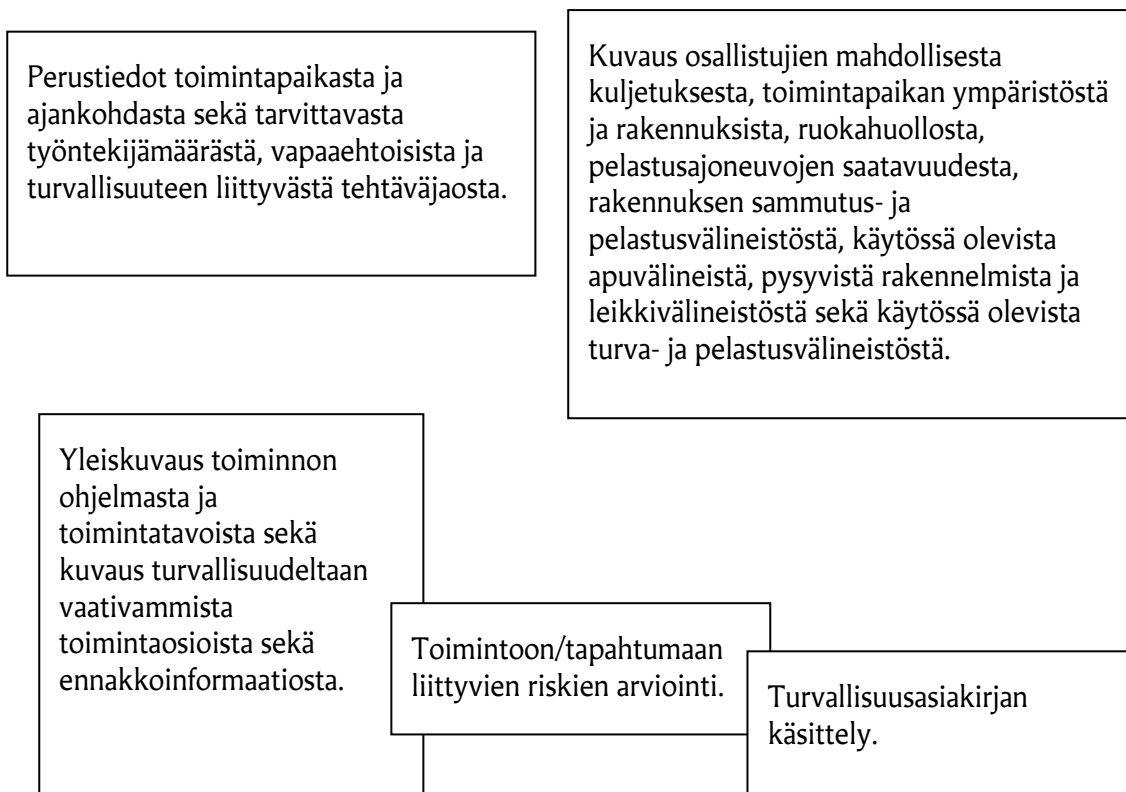 Perustiedot toimintapaikasta ja
ajankohdasta sekä tarvittavasta
työntekijämäärästä, vapaaehtoisista ja
turvallisuuteen liittyvästä tehtäväjaosta.
Kuvaus osallistujien mahdollisesta
kuljetuksesta, toimintapaikan ympäristöstä
ja rakennuksista, ruokahuollosta,
pelastusajoneuvojen saatavuudesta,
rakennuksen sammutus- ja
pelastusvälineistöstä, käytössä olevista
apuvälineistä, pysyvistä rakennelmista ja
leikkivälineistöstä sekä käytössä olevista
turva- ja pelastusvälineistöstä.
Yleiskuvaus toiminnon
ohjelmasta ja
toimintatavoista sekä
kuvaus turvallisuudeltaan
vaativammista
toimintaosioista sekä
ennakkoinformaatiosta.
Toimintoon/tapahtumaan
liittyvien riskien arviointi.
Turvallisuusasiakirjan
käsittely.